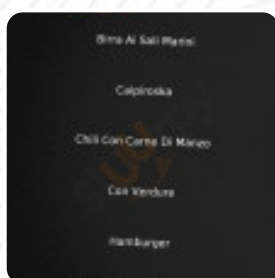 Birra Ai Sali Marini
Caipiroska
Chili Con Carne Di Manzo
Con Verdure
Hamburger